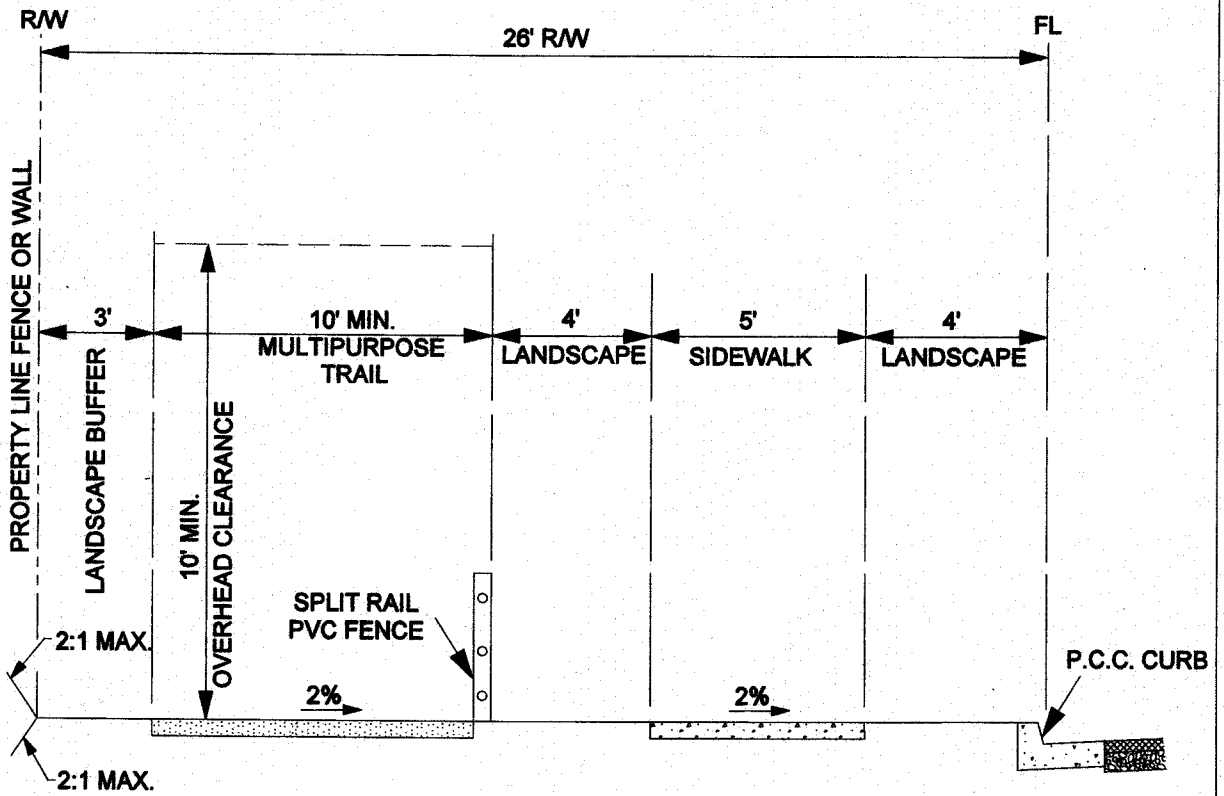 R/W
FL
26' R/W
PROPERTY LINE FENCE OR WALL
3'
LANDSCAPE BUFFER
10' MIN.
MULTIPURPOSE
TRAIL
4'
LANDSCAPE
5'
SIDEWALK
4'
LANDSCAPE
10' MIN.
OVERHEAD CLEARANCE
SPLIT RAIL
PVC FENCE
2:1 MAX.
P.C.C. CURB
2%
2%
2:1 MAX.